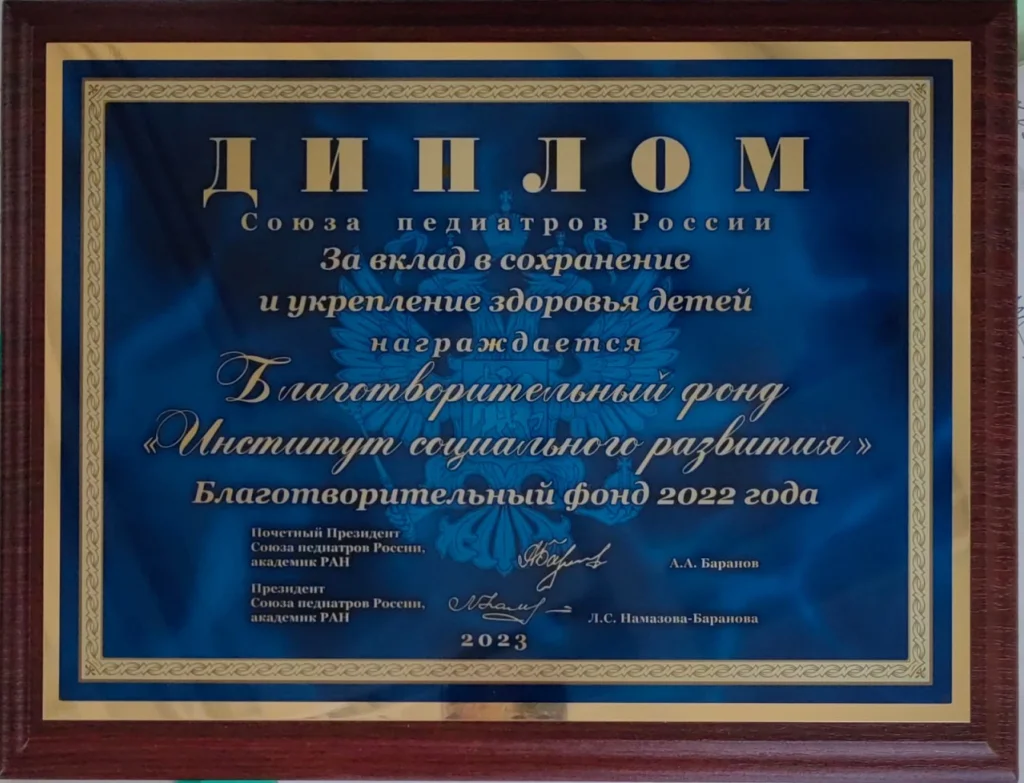 ДИПЛОМ
Союза педиатров России
За вклад в сохранение
и укрепление здоровья детей
награждается
Благотворительный фонд
«Институт социального развития»
Благотворительный фонд 2022 года
Почетный Президент
Союза педиатров России,
академик РАН
А.А. Баранов
Президент
Союза педиатров России,
академик РАН
Л.С. Намазова-Баранова
2023